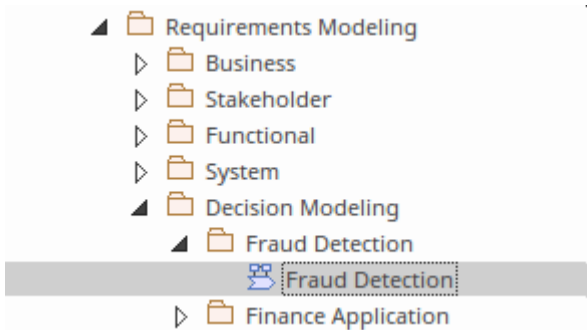 Requirements Modeling
Business
Stakeholder
Functional
System
Decision Modeling
Fraud Detection
Fraud Detection
Finance Application